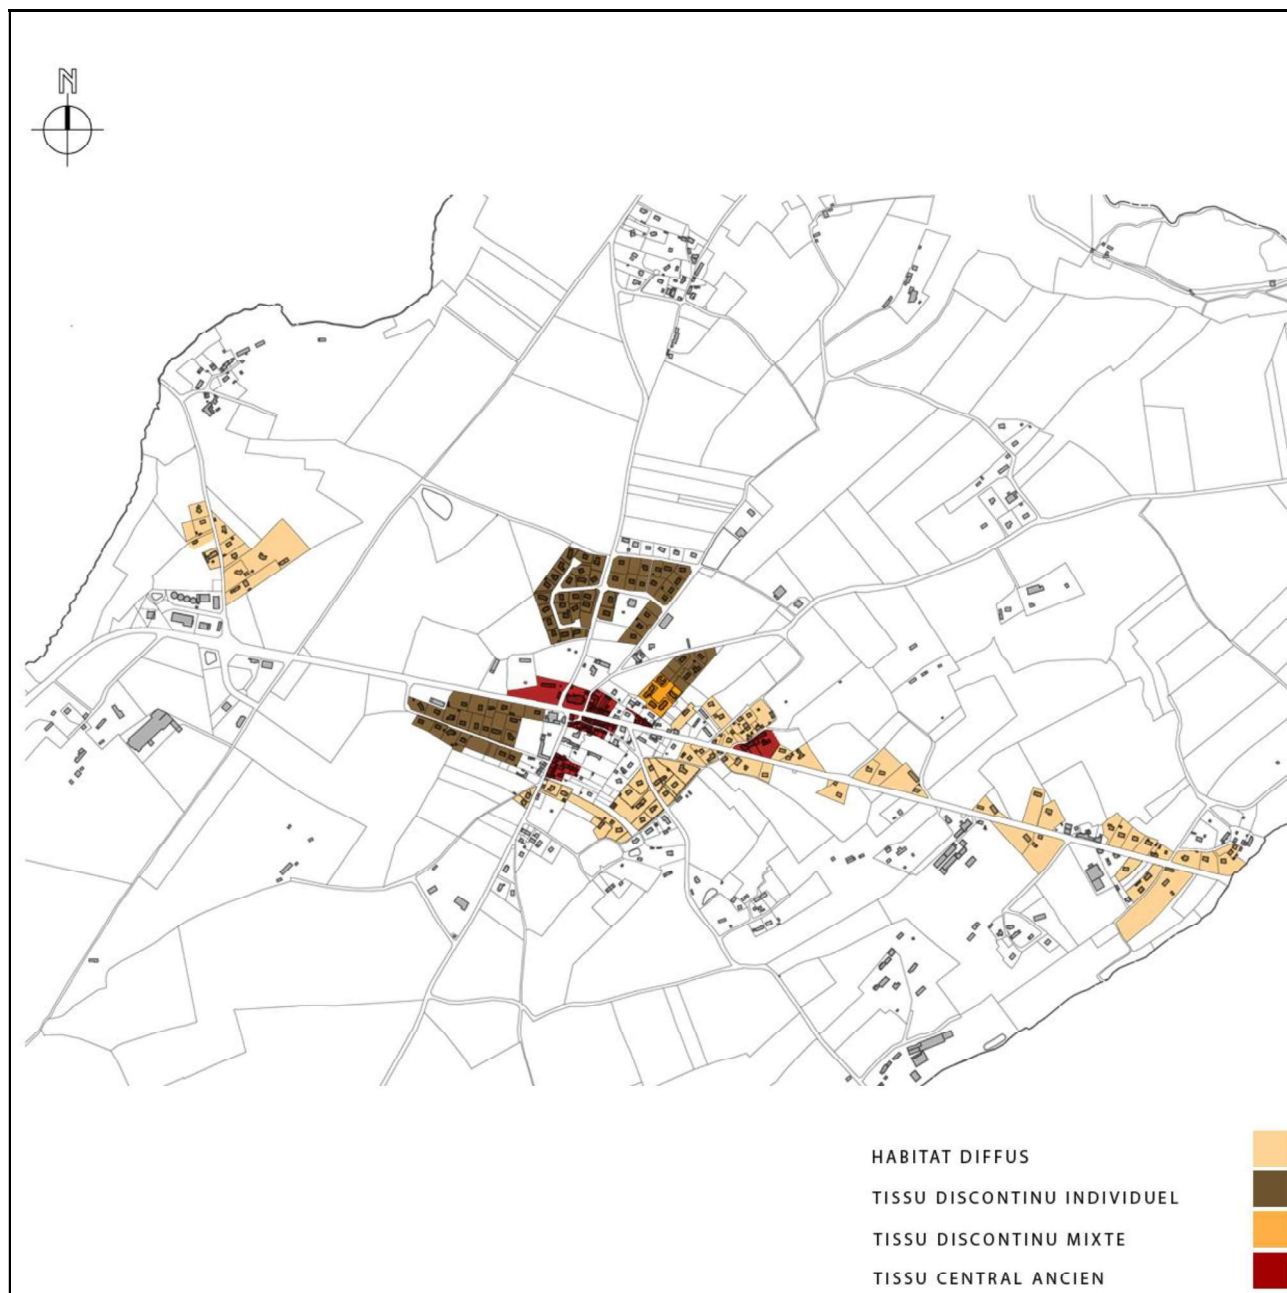 N
HABITAT DIFFUS
TISSU DISCONTINU INDIVIDUEL
TISSU DISCONTINU MIXTE
TISSU CENTRAL ANCIEN